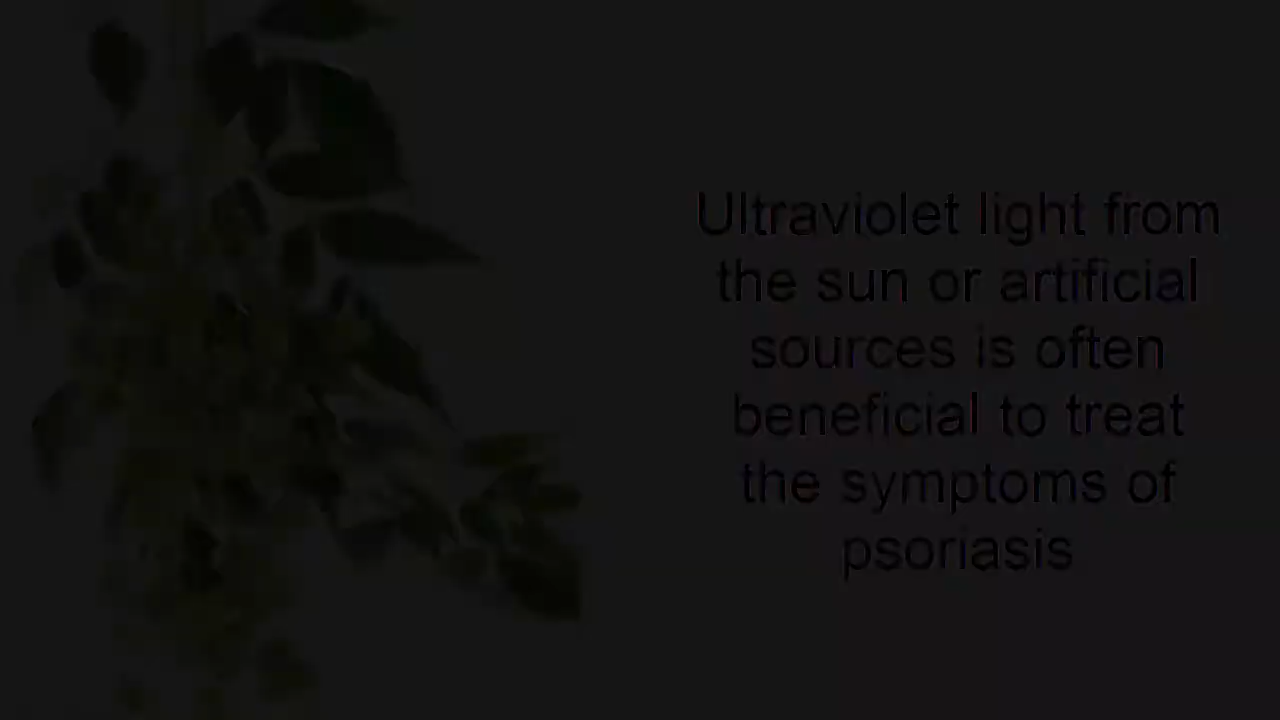 Ultraviolet light from
the sun or artificial
sources is often
beneficial to treat
the symptoms of
psoriasis